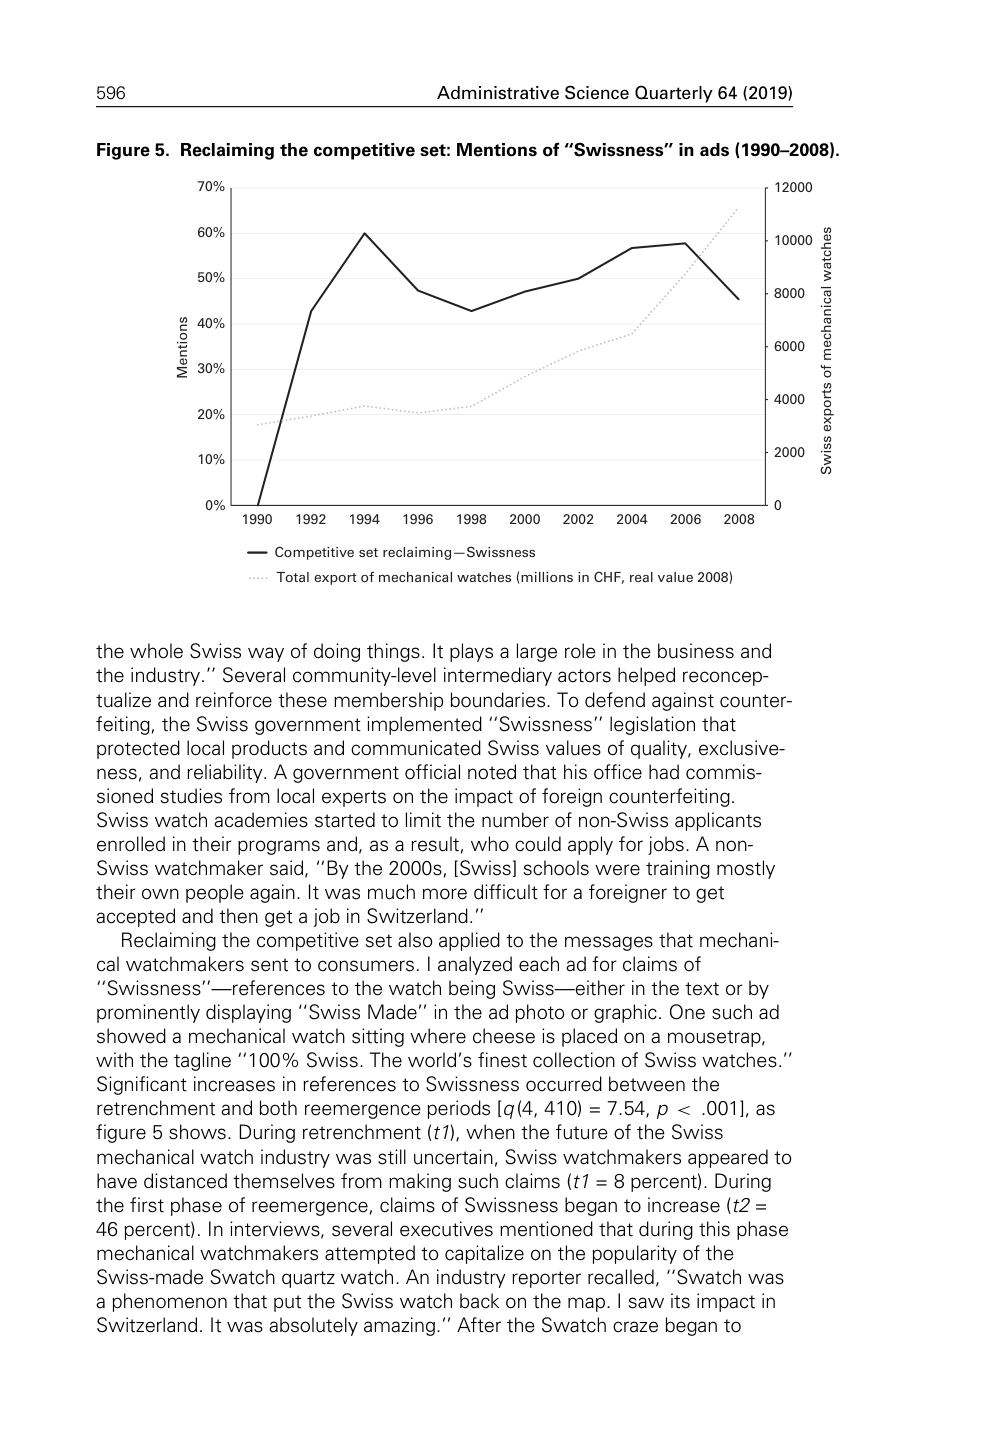 596
Administrative Science Quarterly 64 (2019)
Figure 5. Reclaiming the competitive set: Mentions of “Swissness” in ads (1990–2008).
70%
60%
50%
40%
30%
20%
10%
0%
Mentions
12000
10000
8000
6000
4000
2000
0
Swiss exports of mechanical watches
1990 1992 1994 1996 1998 2000 2002 2004 2006 2008
Competitive set reclaiming—Swissness
Total export of mechanical watches (millions in CHF, real value 2008)
the whole Swiss way of doing things. It plays a large role in the business and
the industry.’’ Several community-level intermediary actors helped reconcep-
tualize and reinforce these membership boundaries. To defend against counter-
feiting, the Swiss government implemented ‘‘Swissness’’ legislation that
protected local products and communicated Swiss values of quality, exclusive-
ness, and reliability. A government official noted that his office had commis-
sioned studies from local experts on the impact of foreign counterfeiting.
Swiss watch academies started to limit the number of non-Swiss applicants
enrolled in their programs and, as a result, who could apply for jobs. A non-
Swiss watchmaker said, ‘‘By the 2000s, [Swiss] schools were training mostly
their own people again. It was much more difficult for a foreigner to get
accepted and then get a job in Switzerland.’’
Reclaiming the competitive set also applied to the messages that mechani-
cal watchmakers sent to consumers. I analyzed each ad for claims of
‘‘Swissness’’—references to the watch being Swiss—either in the text or by
prominently displaying ‘‘Swiss Made’’ in the ad photo or graphic. One such ad
showed a mechanical watch sitting where cheese is placed on a mousetrap,
with the tagline ‘‘100% Swiss. The world’s finest collection of Swiss watches.’’
Significant increases in references to Swissness occurred between the
retrenchment and both reemergence periods [q(4, 410) = 7.54, p < .001], as
figure 5 shows. During retrenchment (t1), when the future of the Swiss
mechanical watch industry was still uncertain, Swiss watchmakers appeared to
have distanced themselves from making such claims (t1 = 8 percent). During
the first phase of reemergence, claims of Swissness began to increase (t2 =
46 percent). In interviews, several executives mentioned that during this phase
mechanical watchmakers attempted to capitalize on the popularity of the
Swiss-made Swatch quartz watch. An industry reporter recalled, ‘‘Swatch was
a phenomenon that put the Swiss watch back on the map. I saw its impact in
Switzerland. It was absolutely amazing.’’ After the Swatch craze began to